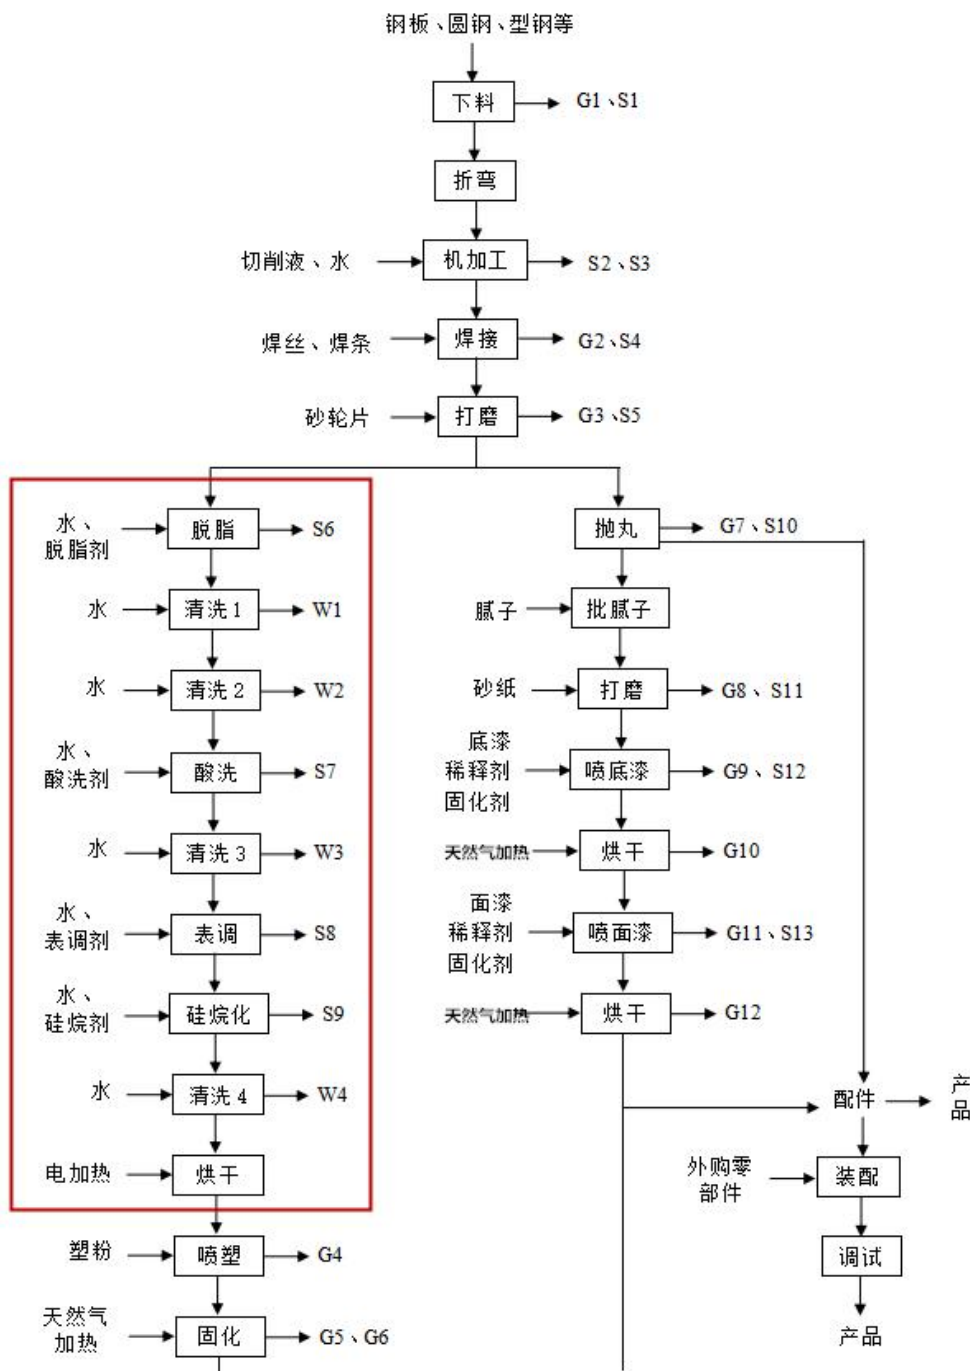 钢板、圆钢、型钢等
下料
G1、S1
折弯
切削液、水
机加工
S2、S3
焊丝、焊条
焊接
G2、S4
砂轮片
打磨
G3、S5
水、
脱脂剂
脱脂
S6
水
清洗1
W1
水
清洗2
W2
水、
酸洗剂
酸洗
S7
水
清洗3
W3
水、
表调剂
表调
S8
水、
硅烷剂
硅烷化
S9
水
清洗4
W4
电加热
烘干
塑粉
喷塑
G4
天然气
加热
固化
G5、G6
抛丸
G7、S10
腻子
批腻子
砂纸
打磨
G8、S11
底漆
稀释剂
固化剂
喷底漆
G9、S12
天然气加热
烘干
G10
面漆
稀释剂
固化剂
喷面漆
G11、S13
天然气加热
烘干
G12
配件
产
品
外购零
部件
装配
调试
产品